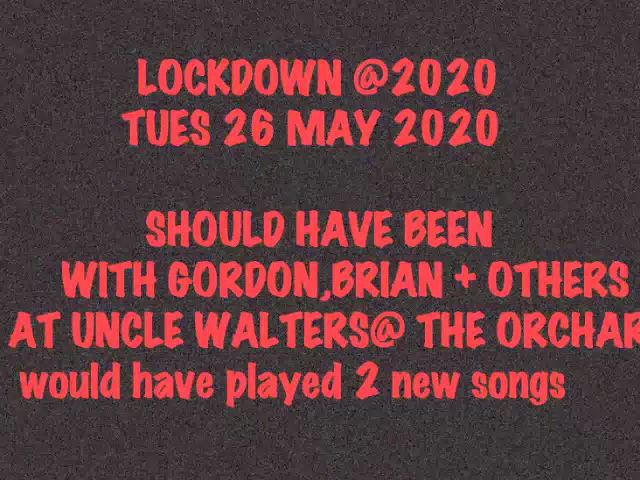 LOCKDOWN @2020
TUES 26 MAY 2020
SHOULD HAVE BEEN
WITH GORDON,BRIAN + OTHERS
AT UNCLE WALTERS@ THE ORCHAR
would have played 2 new songs